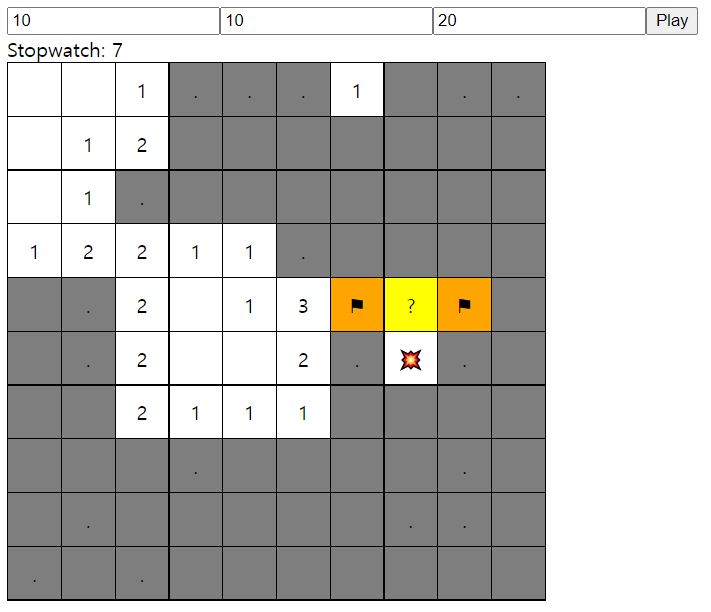 10 10 20 Play
Stopwatch: 7
1 . . . 1 . .
1 2
1 .
1 2 2 1 1 .
. 2 1 3 ⚑ ? ⚑
. 2 2 . 💥 .
2 1 1 1
. .
. . .
. .